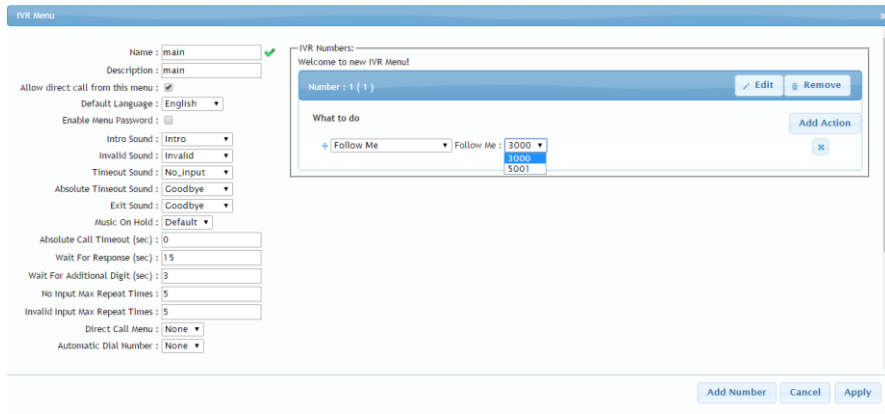 IVR Menu
Name : main
Description : main
Allow direct call from this menu :
Default Language : English
Enable Menu Password :
Intro Sound : Intro
Invalid Sound : Invalid
Timeout Sound : No_input
Absolute Timeout Sound : Goodbye
Exit Sound : Goodbye
Music On Hold : Default
Absolute Call Timeout (sec) : 0
Wait For Response (sec) : 15
Wait For Additional Digit (sec) : 3
No Input Max Repeat Times : 5
Invalid Input Max Repeat Times : 5
Direct Call Menu : None
Automatic Dial Number : None
IVR Numbers:
Welcome to new IVR Menu!
Number : 1 ( 1 ) Edit Remove
What to do
Add Action
Follow Me Follow Me : 3000
3000
5001
Add Number Cancel Apply